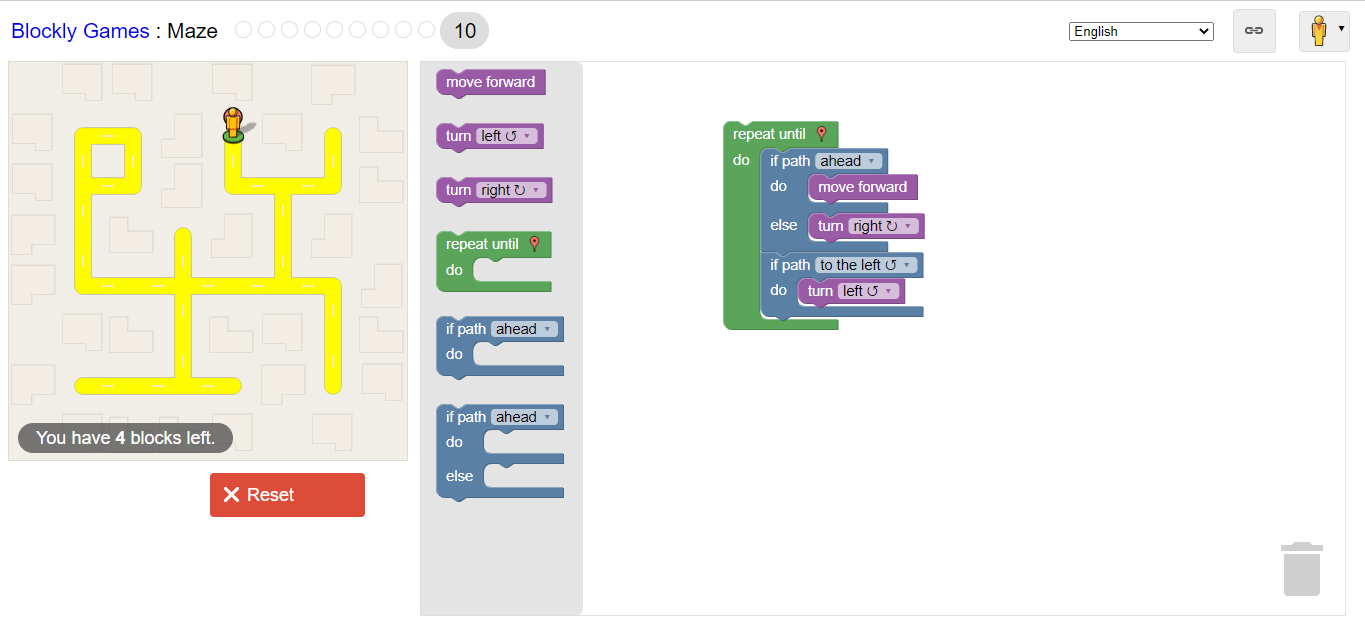 Blockly Games : Maze 10 English
move forward
turn left ↺
turn right ↻
repeat until
do
if path ahead
do
if path ahead
do
else
repeat until
do if path ahead
do move forward
else turn right ↻
if path to the left ↺
do turn left ↺
You have 4 blocks left.
Reset